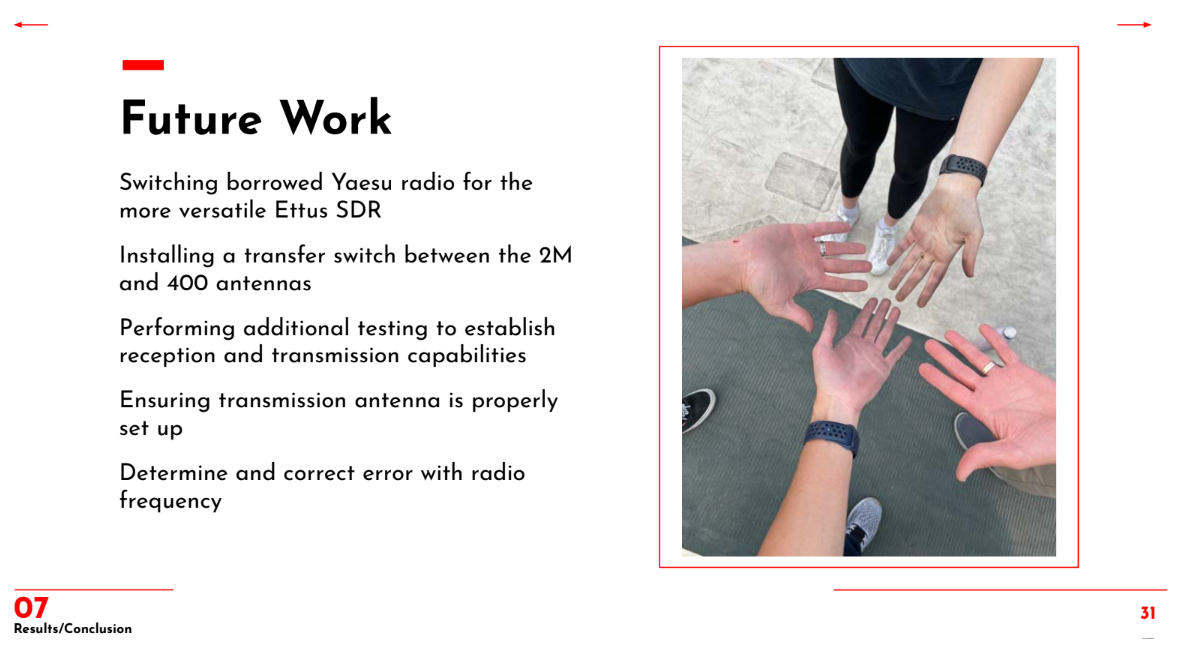 Future Work
Switching borrowed Yaesu radio for the
more versatile Ettus SDR
Installing a transfer switch between the 2M
and 400 antennas
Performing additional testing to establish
reception and transmission capabilities
Ensuring transmission antenna is properly
set up
Determine and correct error with radio
frequency
07
Results/Conclusion
31